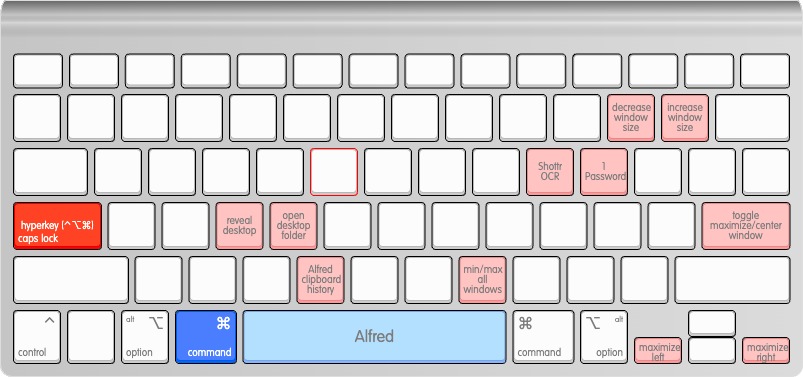 decrease
window
size
increase
window
size
Shottr
OCR
1
Password
hyperkey (^⌥⌘)
caps lock
reveal
desktop
open
desktop
folder
toggle
maximize/center
window
Alfred
clipboard
history
min/max
all
windows
^
control
alt ⌥
option
⌘
command
Alfred
⌘
command
⌥ alt
option
maximize
left
maximize
right